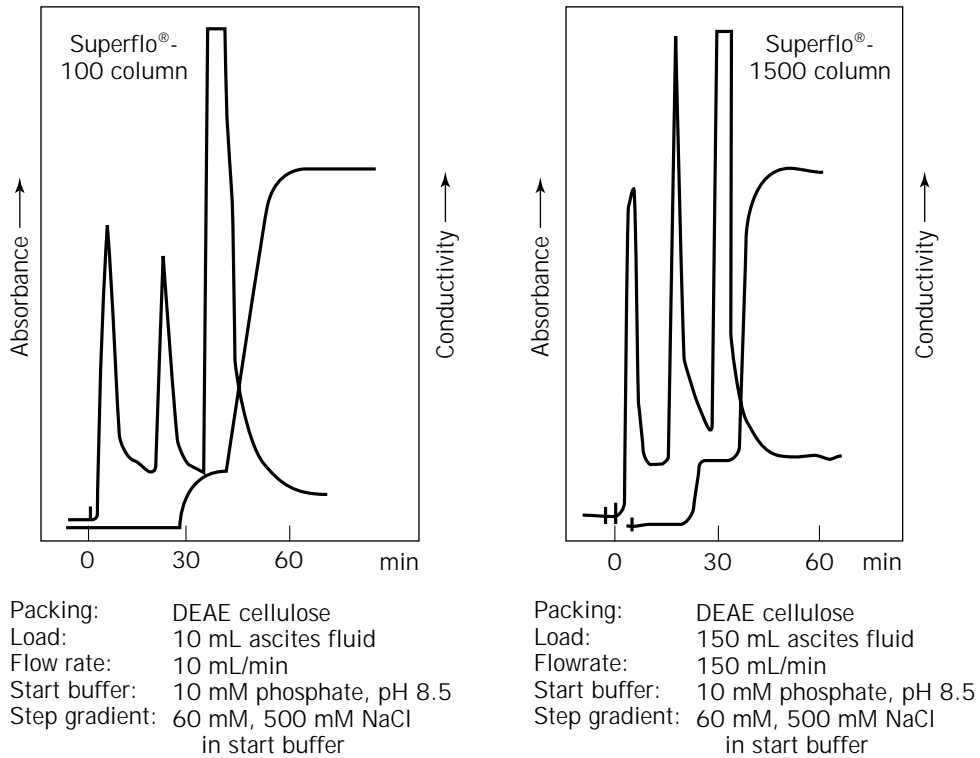 Superflo®-
100 column
Absorbance
Conductivity
0 30 60 min
Packing: DEAE cellulose
Load: 10 mL ascites fluid
Flow rate: 10 mL/min
Start buffer: 10 mM phosphate, pH 8.5
Step gradient: 60 mM, 500 mM NaCl
in start buffer
Superflo®-
1500 column
Absorbance
Conductivity
0 30 60 min
Packing: DEAE cellulose
Load: 150 mL ascites fluid
Flowrate: 150 mL/min
Start buffer: 10 mM phosphate, pH 8.5
Step gradient: 60 mM, 500 mM NaCl
in start buffer